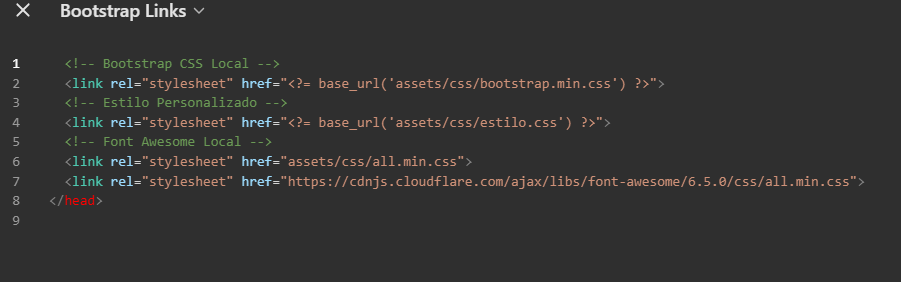 Bootstrap Links
1 <!-- Bootstrap CSS Local -->
2 <link rel="stylesheet" href="<?= base_url('assets/css/bootstrap.min.css') ?>">
3 <!-- Estilo Personalizado -->
4 <link rel="stylesheet" href="<?= base_url('assets/css/estilo.css') ?>">
5 <!-- Font Awesome Local -->
6 <link rel="stylesheet" href="assets/css/all.min.css">
7 <link rel="stylesheet" href="https://cdnjs.cloudflare.com/ajax/libs/font-awesome/6.5.0/css/all.min.css">
8 </head>
9